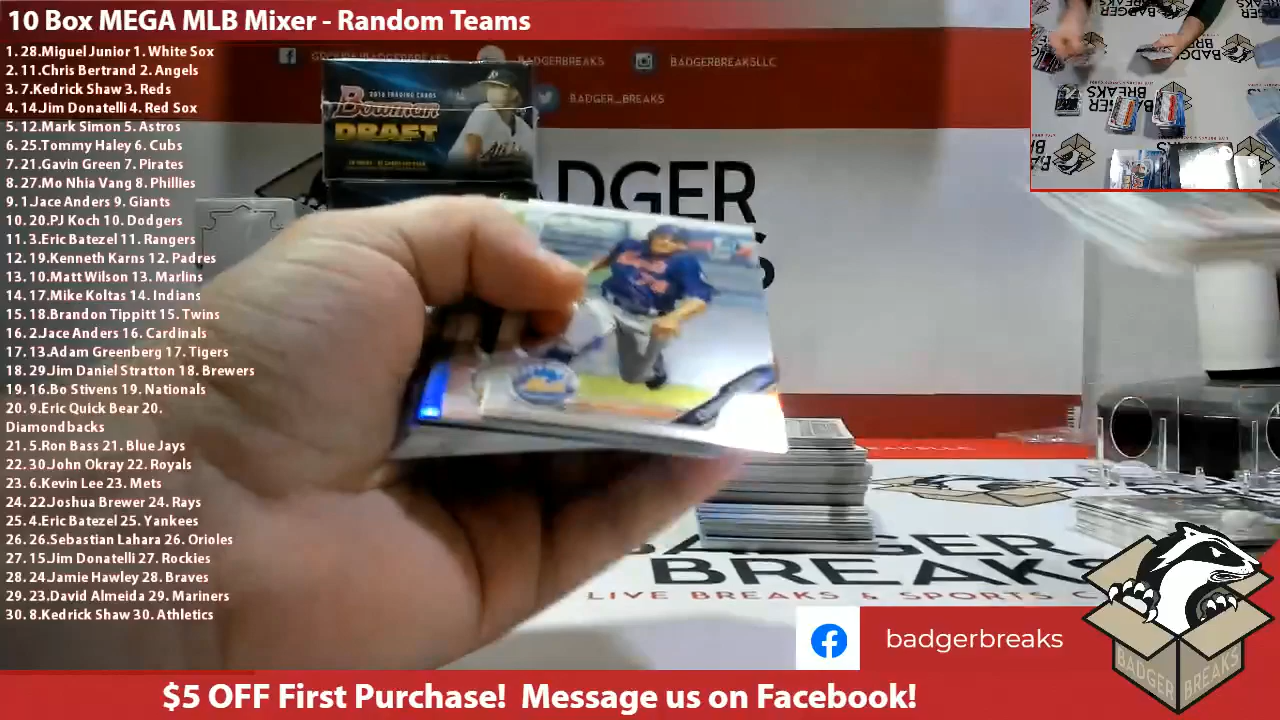 10 Box MEGA MLB Mixer - Random Teams
1. 28.Miguel Junior 1. White Sox
2. 11.Chris Bertrand 2. Angels
3. 7.Kedrick Shaw 3. Reds
4. 14.Jim Donatelli 4. Red Sox
5. 12.Mark Simon 5. Astros
6. 25.Tommy Haley 6. Cubs
7. 21.Gavin Green 7. Pirates
8. 27.Mo Nhia Vang 8. Phillies
9. 1.Jace Anders 9. Giants
10. 20.PJ Koch 10. Dodgers
11. 3.Eric Batezel 11. Rangers
12. 19.Kenneth Karns 12. Padres
13. 10.Matt Wilson 13. Marlins
14. 17.Mike Koltas 14. Indians
15. 18.Brandon Tippitt 15. Twins
16. 2.Jace Anders 16. Cardinals
17. 13.Adam Greenberg 17. Tigers
18. 29.Jim Daniel Stratton 18. Brewers
19. 16.Bo Stivens 19. Nationals
20. 9.Eric Quick Bear 20.
Diamondbacks
21. 5.Ron Bass 21. Blue Jays
22. 30.John Okray 22. Royals
23. 6.Kevin Lee 23. Mets
24. 22.Joshua Brewer 24. Rays
25. 4.Eric Batezel 25. Yankees
26. 26.Sebastian Lahara 26. Orioles
27. 15.Jim Donatelli 27. Rockies
28. 24.Jamie Hawley 28. Braves
29. 23.David Almeida 29. Mariners
30. 8.Kedrick Shaw 30. Athletics
BADGERBREAKS
BADGERBREAKSLLC
BADGER_BREAKS
2018 TRADING CARDS
Bowman
DRAFT
DGER
BADGER
BREAKS
LIVE BREAKS & SPORTS C
badgerbreaks
BADGER BREAKS
$5 OFF First Purchase! Message us on Facebook!